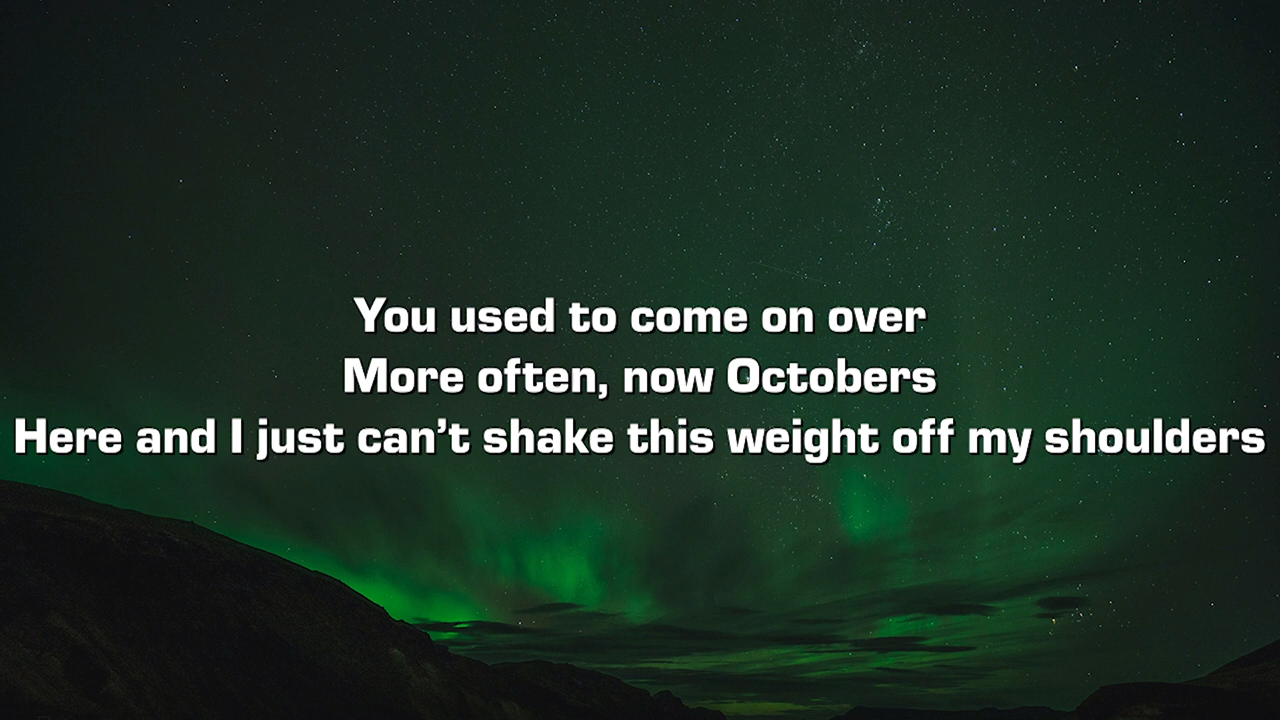 You used to come on over
More often, now Octobers
Here and I just can’t shake this weight off my shoulders